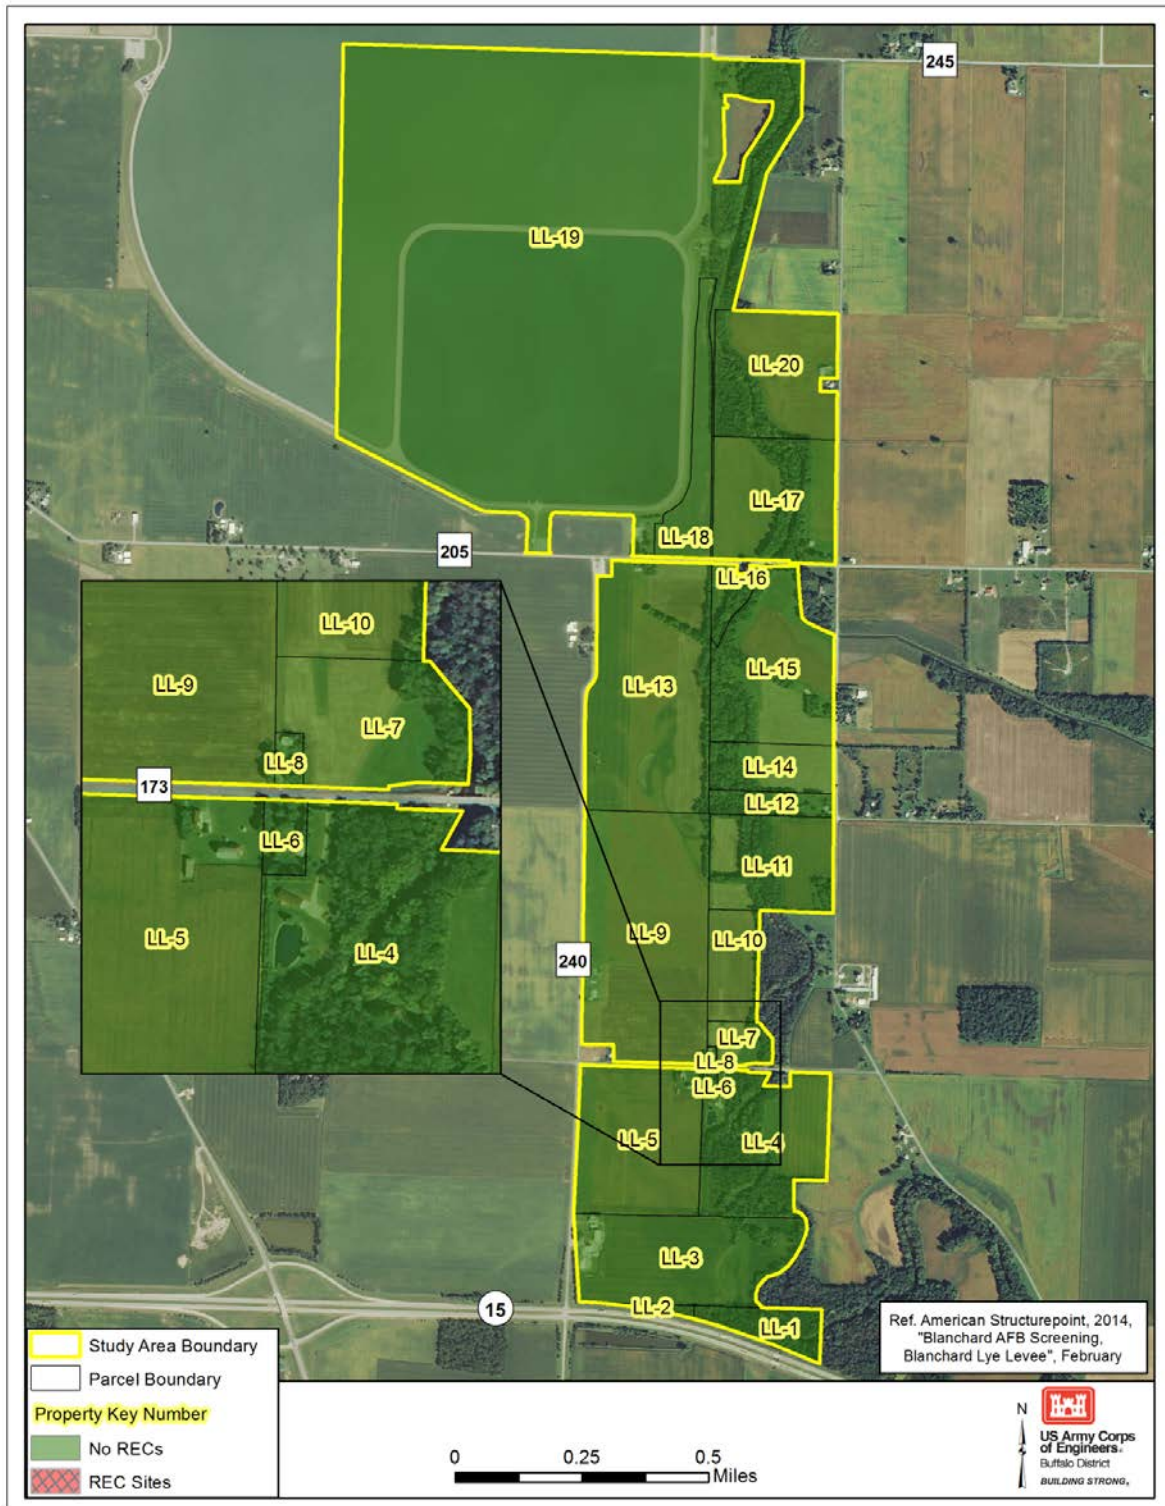 245
LL-19
LL-20
LL-17
LL-18
205
LL-16
LL-10
LL-9
LL-13
LL-15
LL-7
LL-8
LL-14
173
LL-12
LL-6
LL-11
LL-5
LL-4
LL-9
LL-10
240
LL-7
LL-8
LL-6
LL-5
LL-4
LL-3
LL-2
15
LL-1
Ref. American Structurepoint, 2014,
"Blanchard AFB Screening,
Blanchard Lye Levee", February
Study Area Boundary
Parcel Boundary
Property Key Number
No RECs
REC Sites
0 0.25 0.5
Miles
N
US Army Corps
of Engineers®
Buffalo District
BUILDING STRONG®